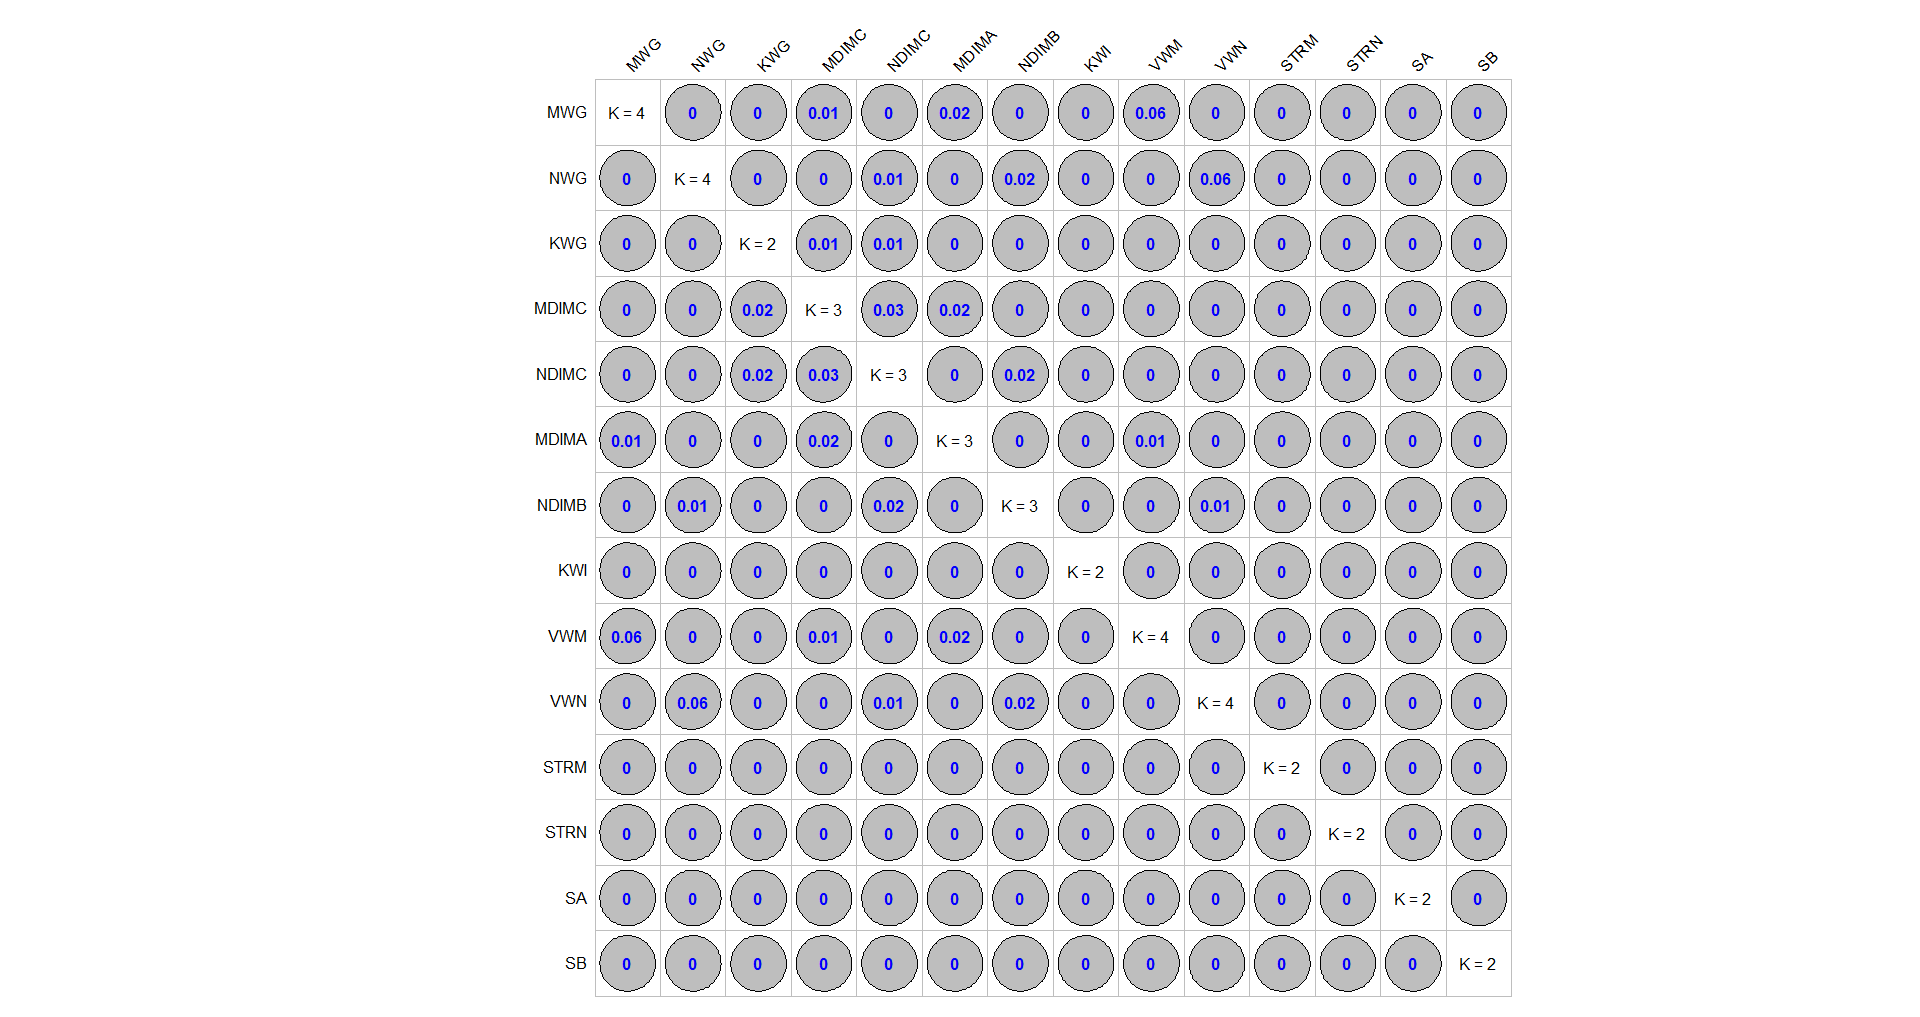 MWG NWG KWG MDIMC NDIMC MDIMA NDIMB KWI VWM VWN STRM STRN SA SB
MWG K = 4 0 0 0.01 0 0.02 0 0 0.06 0 0 0 0 0
NWG 0 K = 4 0 0 0.01 0 0.02 0 0 0.06 0 0 0 0
KWG 0 0 K = 2 0.01 0.01 0 0 0 0 0 0 0 0 0
MDIMC 0 0 0.02 K = 3 0.03 0.02 0 0 0 0 0 0 0 0
NDIMC 0 0 0.02 0.03 K = 3 0 0.02 0 0 0 0 0 0 0
MDIMA 0.01 0 0 0.02 0 K = 3 0 0 0.01 0 0 0 0 0
NDIMB 0 0.01 0 0 0.02 0 K = 3 0 0 0.01 0 0 0 0
KWI 0 0 0 0 0 0 0 K = 2 0 0 0 0 0 0
VWM 0.06 0 0 0.01 0 0.02 0 0 K = 4 0 0 0 0 0
VWN 0 0.06 0 0 0.01 0 0.02 0 0 K = 4 0 0 0 0
STRM 0 0 0 0 0 0 0 0 0 0 K = 2 0 0 0
STRN 0 0 0 0 0 0 0 0 0 0 0 K = 2 0 0
SA 0 0 0 0 0 0 0 0 0 0 0 0 K = 2 0
SB 0 0 0 0 0 0 0 0 0 0 0 0 0 K = 2